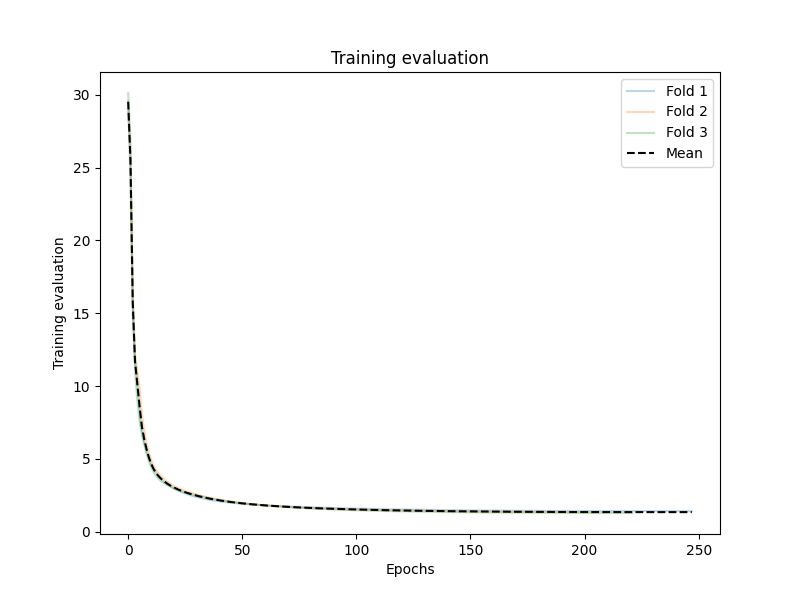 Training evaluation
30
25
20
15
10
5
0
Training evaluation
Fold 1
Fold 2
Fold 3
Mean
0 50 100 150 200 250
Epochs